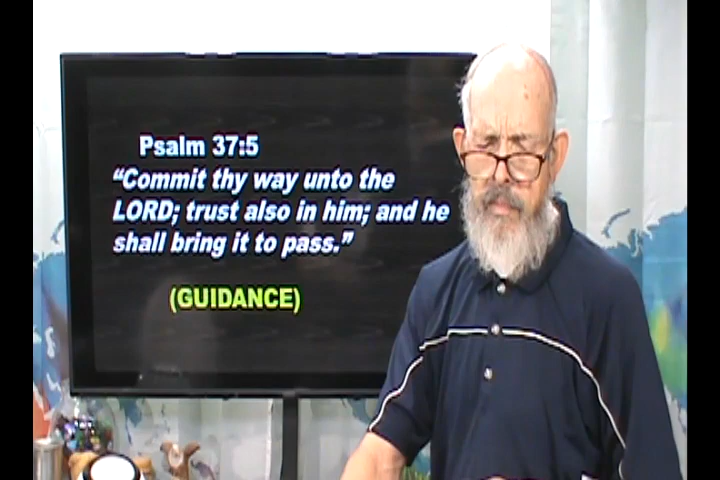 Psalm 37:5
“Commit thy way unto the
LORD; trust also in him; and he
shall bring it to pass.”
(GUIDANCE)